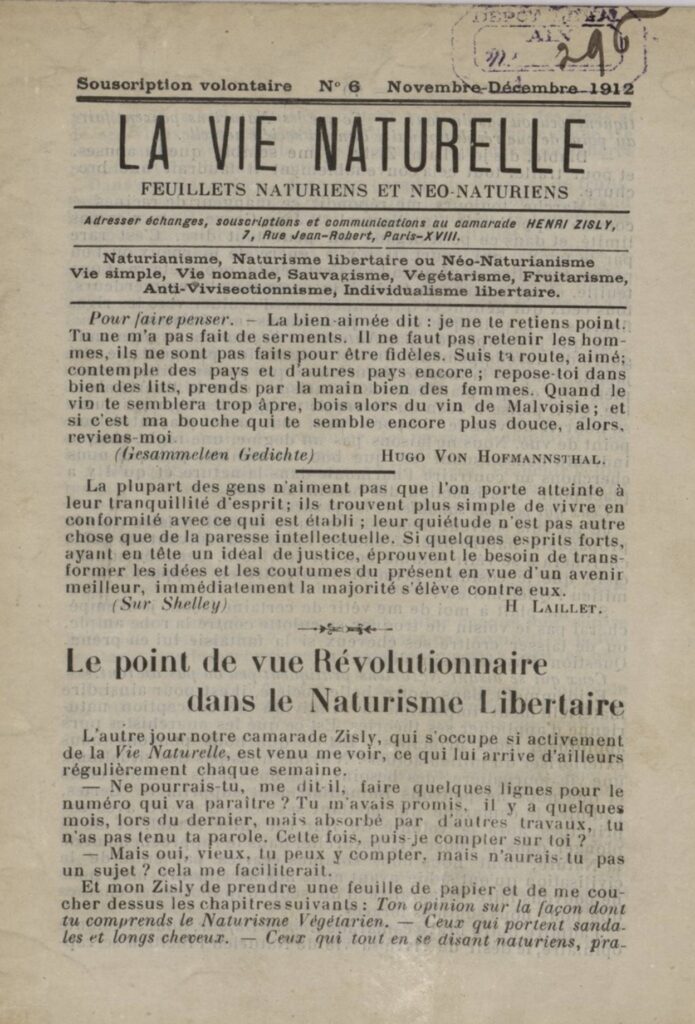 DÉPOT LÉGAL
AIN
296
Souscription volontaire N° 6 Novembre-Décembre 1912
LA VIE NATURELLE
FEUILLETS NATURIENS ET NEO-NATURIENS
Adresser échanges, souscriptions et communications au camarade HENRI ZISLY,
7, Rue Jean-Robert, Paris-XVIII.
Naturianisme, Naturisme libertaire ou Néo-Naturianisme
Vie simple, Vie nomade, Sauvagisme, Végétarisme, Fruitarisme,
Anti-Vivisectionnisme, Individualisme libertaire.
Pour faire penser. — La bien-aimée dit : je ne te retiens point.
Tu ne m'a pas fait de serments. Il ne faut pas retenir les hom-
mes, ils ne sont pas faits pour être fidèles. Suis ta route, aimé;
contemple des pays et d'autres pays encore; repose-toi dans
bien des lits, prends par la main bien des femmes. Quand le
vin te semblera trop âpre, bois alors du vin de Malvoisie; et
si c'est ma bouche qui te semble encore plus douce, alors,
reviens-moi
(Gesammelten Gedichte) HUGO VON HOFMANNSTHAL.
La plupart des gens n'aiment pas que l'on porte atteinte à
leur tranquillité d'esprit; ils trouvent plus simple de vivre en
conformité avec ce qui est établi ; leur quiétude n'est pas autre
chose que de la paresse intellectuelle. Si quelques esprits forts,
ayant en tête un idéal de justice, éprouvent le besoin de trans-
former les idées et les coutumes du présent en vue d'un avenir
meilleur, immédiatement la majorité s'élève contre eux.
(Sur Shelley) H LAILLET.
Le point de vue Révolutionnaire
dans le Naturisme Libertaire
L'autre jour notre camarade Zisly, qui s'occupe si activement
de la Vie Naturelle, est venu me voir, ce qui lui arrive d'ailleurs
régulièrement chaque semaine.
— Ne pourrais-tu, me dit-il, faire quelques lignes pour le
numéro qui va paraître ? Tu m'avais promis, il y a quelques
mois, lors du dernier, mais absorbé par d'autres travaux, tu
n'as pas tenu ta parole. Cette fois, puis-je compter sur toi ?
— Mais oui, vieux, tu peux y compter, mais n'aurais-tu pas
un sujet ? cela me faciliterait.
Et mon Zisly de prendre une feuille de papier et de me cou-
cher dessus les chapitres suivants : Ton opinion sur la façon dont
tu comprends le Naturisme Végétarien. — Ceux qui portent sanda-
les et longs cheveux. — Ceux qui tout en se disant naturiens, pra-